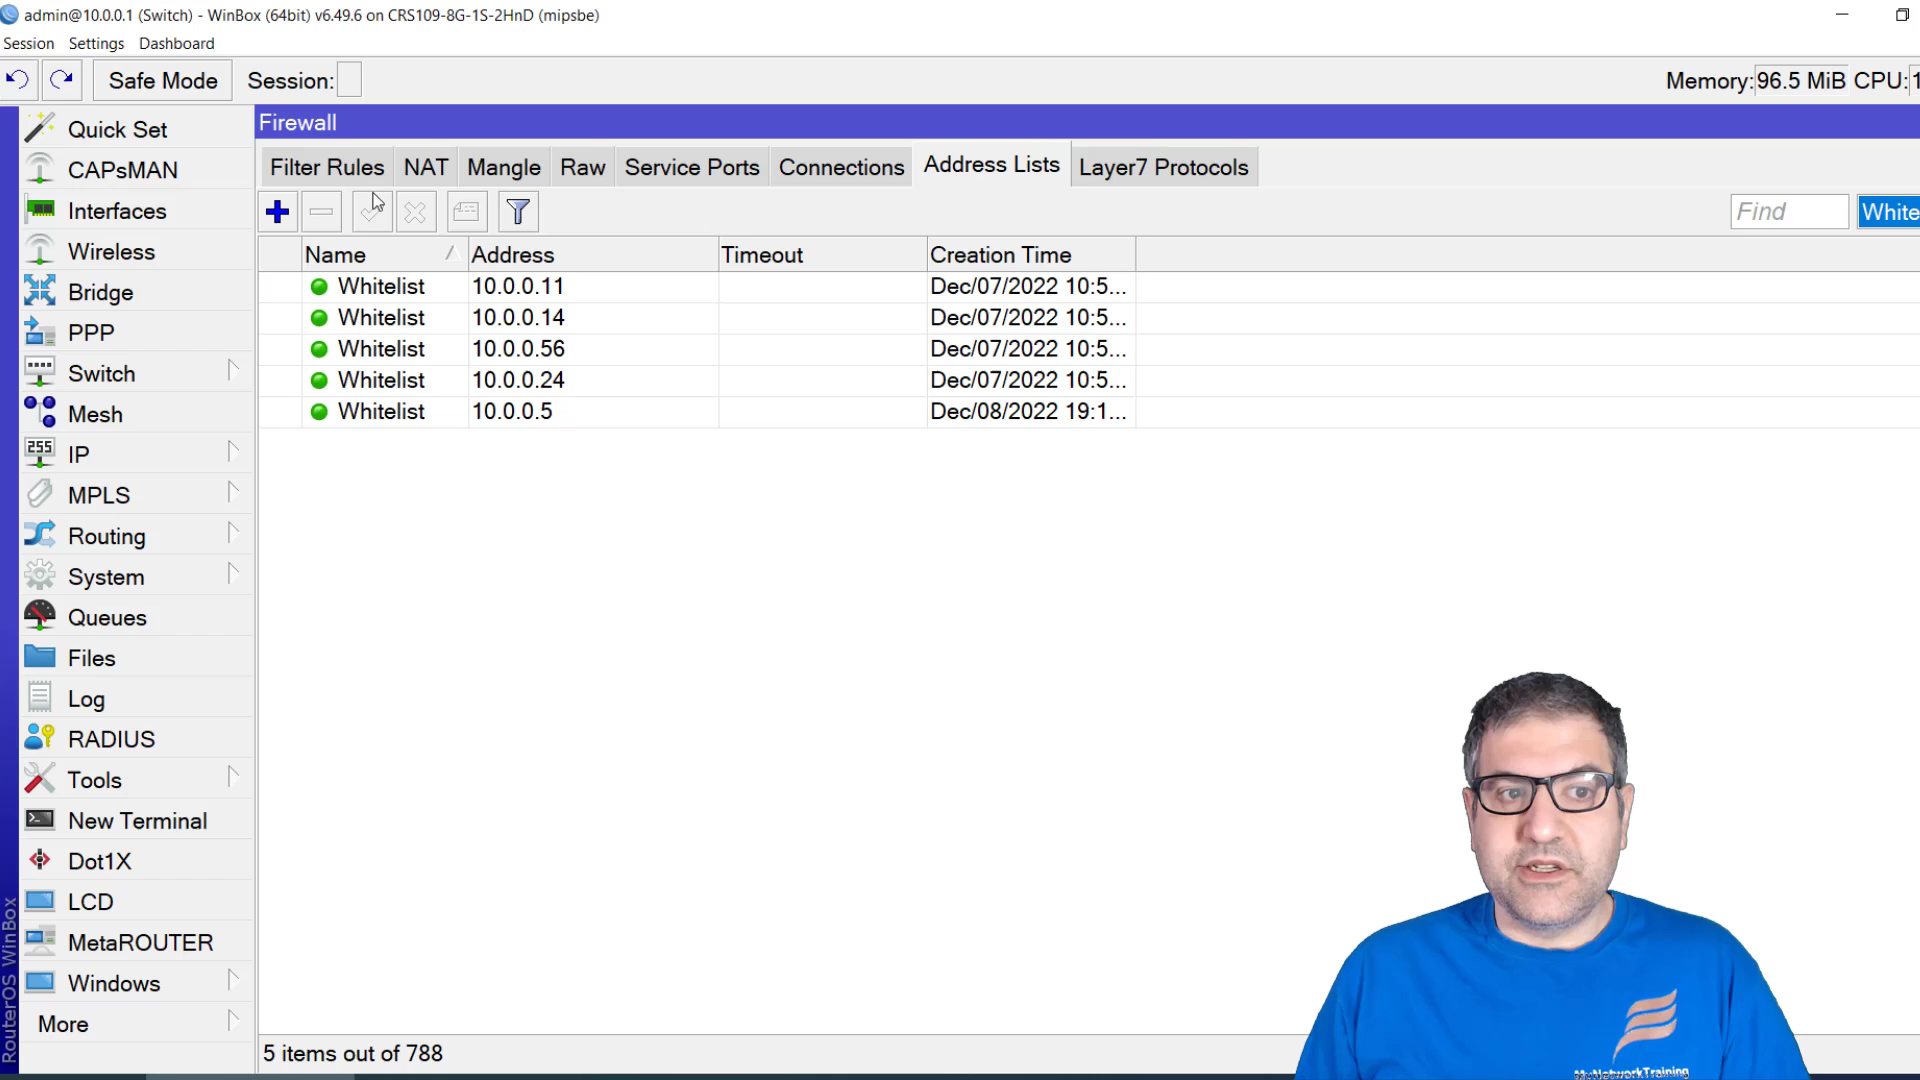 admin@10.0.0.1 (Switch) - WinBox (64bit) v6.49.6 on CRS109-8G-1S-2HnD (mipsbe)
Session Settings Dashboard
Safe Mode Session: Memory: 96.5 MiB CPU: 1
Quick Set
CAPsMAN
Interfaces
Wireless
Bridge
PPP
Switch
Mesh
255 IP
MPLS
Routing
System
Queues
Files
Log
RADIUS
Tools
New Terminal
Dot1X
LCD
MetaROUTER
Windows
More
RouterOS WinBox
Firewall
Filter Rules NAT Mangle Raw Service Ports Connections Address Lists Layer7 Protocols
Find White
Name Address Timeout Creation Time
Whitelist 10.0.0.11 Dec/07/2022 10:5...
Whitelist 10.0.0.14 Dec/07/2022 10:5...
Whitelist 10.0.0.56 Dec/07/2022 10:5...
Whitelist 10.0.0.24 Dec/07/2022 10:5...
Whitelist 10.0.0.5 Dec/08/2022 19:1...
5 items out of 788
MyNetworkTraining